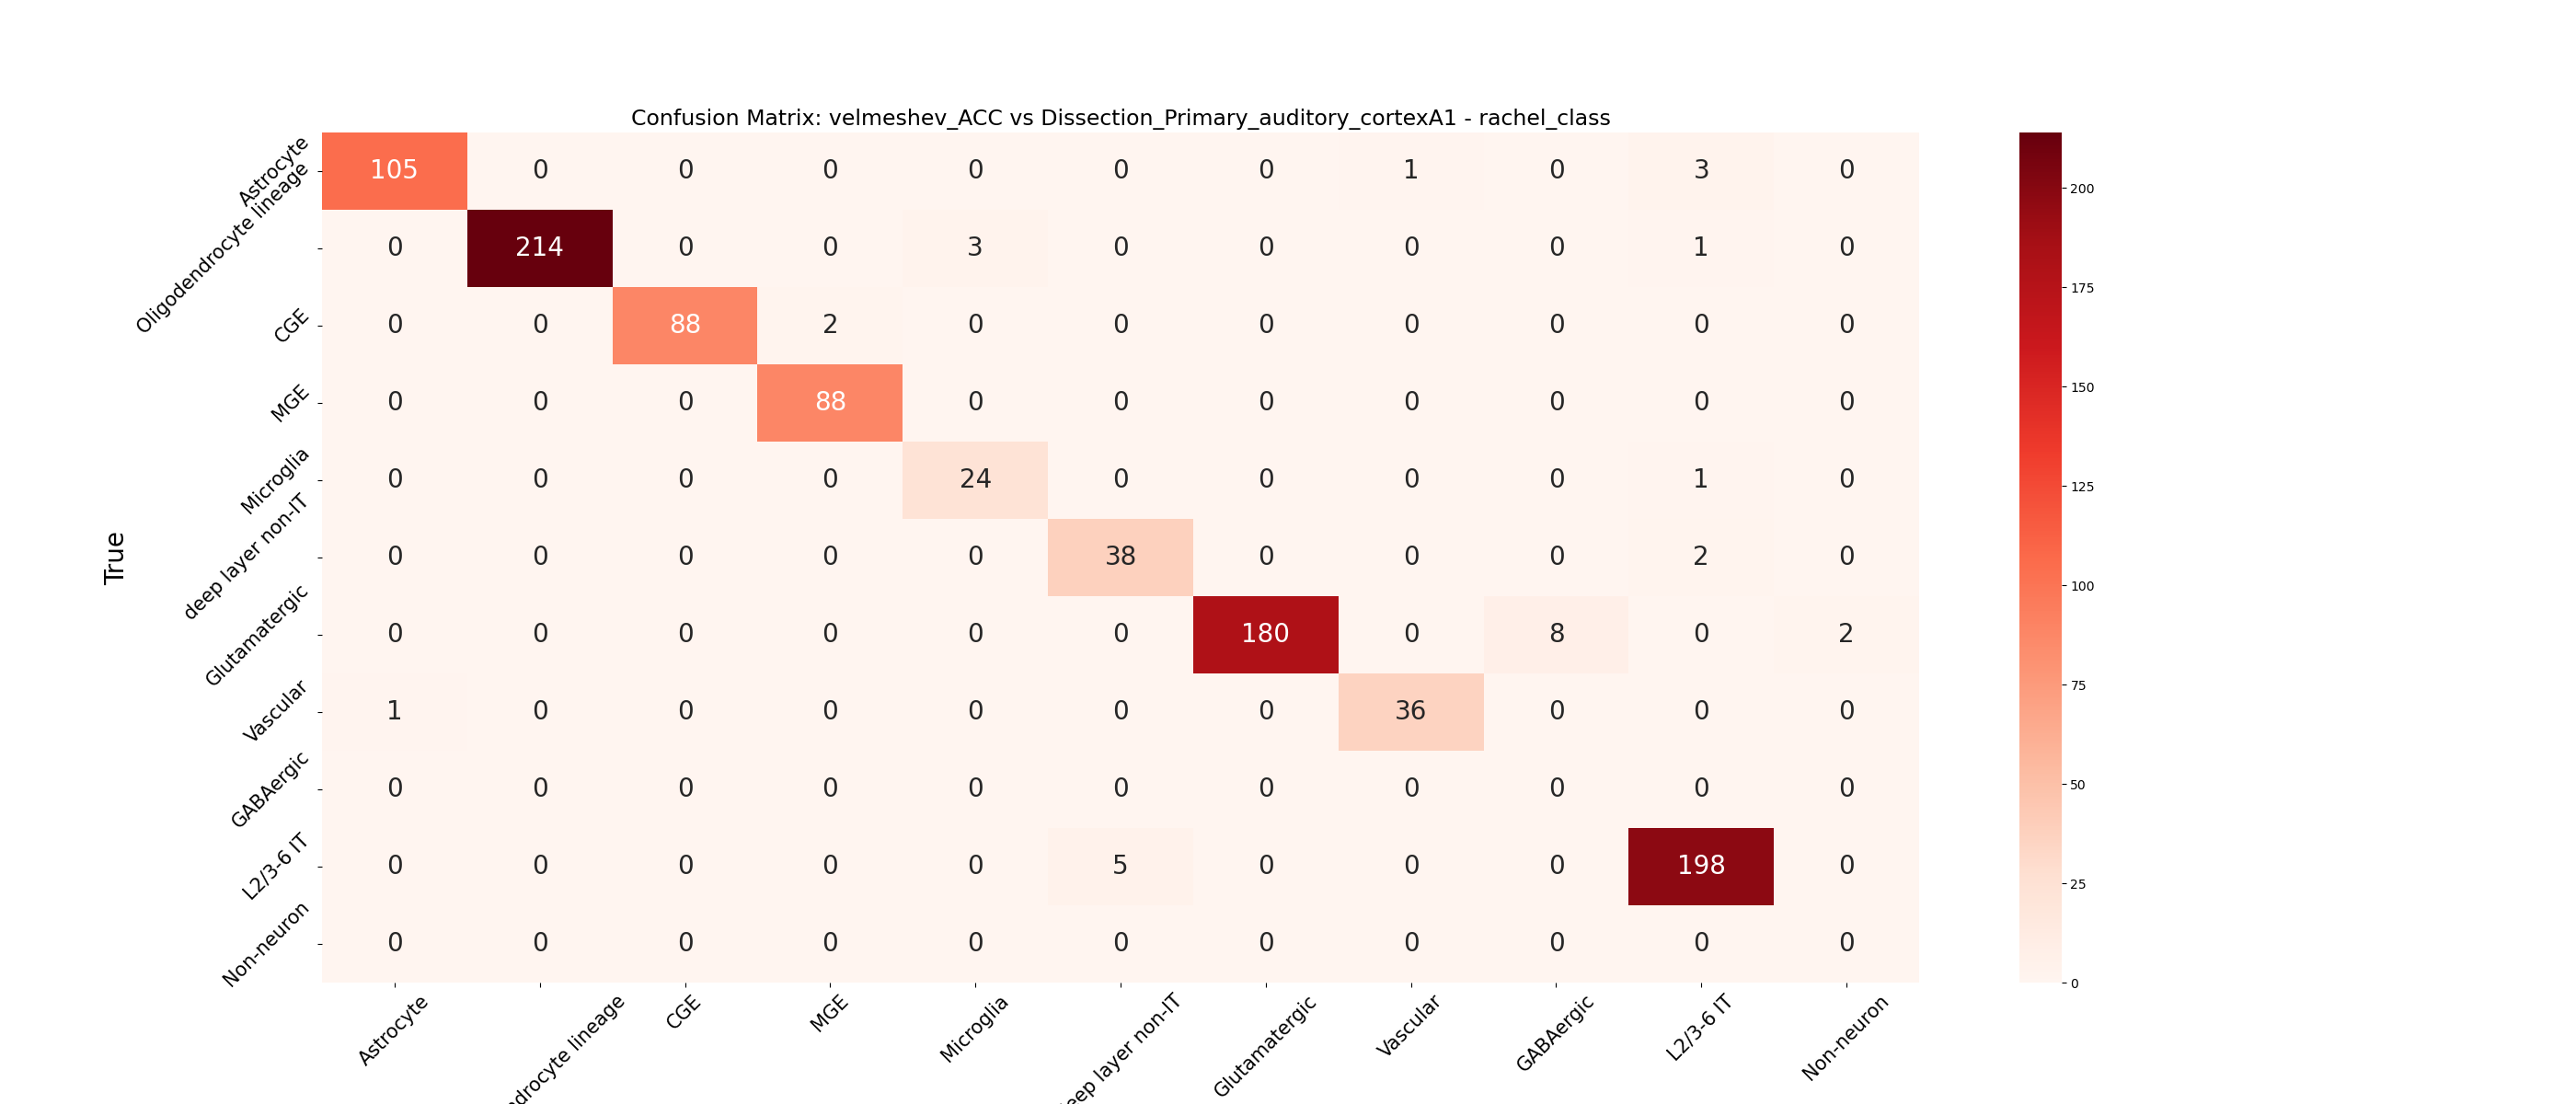 Confusion Matrix: velmeshev_ACC vs Dissection_Primary_auditory_cortexA1 - rachel_class
Astrocyte 105 0 0 0 0 0 0 1 0 3 0
Oligodendrocyte lineage 0 214 0 0 3 0 0 0 0 1 0
CGE 0 0 88 2 0 0 0 0 0 0 0
MGE 0 0 0 88 0 0 0 0 0 0 0
Microglia 0 0 0 0 24 0 0 0 0 1 0
deep layer non-IT 0 0 0 0 0 38 0 0 0 2 0
Glutamatergic 0 0 0 0 0 0 180 0 8 0 2
Vascular 1 0 0 0 0 0 0 36 0 0 0
GABAergic 0 0 0 0 0 0 0 0 0 0 0
L2/3-6 IT 0 0 0 0 0 5 0 0 0 198 0
Non-neuron 0 0 0 0 0 0 0 0 0 0 0
True
Astrocyte
ndrocyte lineage
CGE
MGE
Microglia
eep layer non-IT
Glutamatergic
Vascular
GABAergic
L2/3-6 IT
Non-neuron
200
175
150
125
100
75
50
25
0